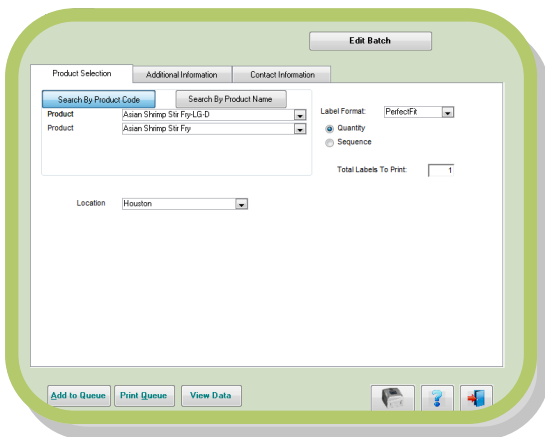 Edit Batch
Product Selection Additional Information Contact Information
Search By Product Code Search By Product Name
Product Asian Shrimp Stir Fry-LG-D
Product Asian Shrimp Stir Fry
Label Format: PerfectFit
Quantity
Sequence
Total Labels To Print: 1
Location Houston
Add to Queue Print Queue View Data
?